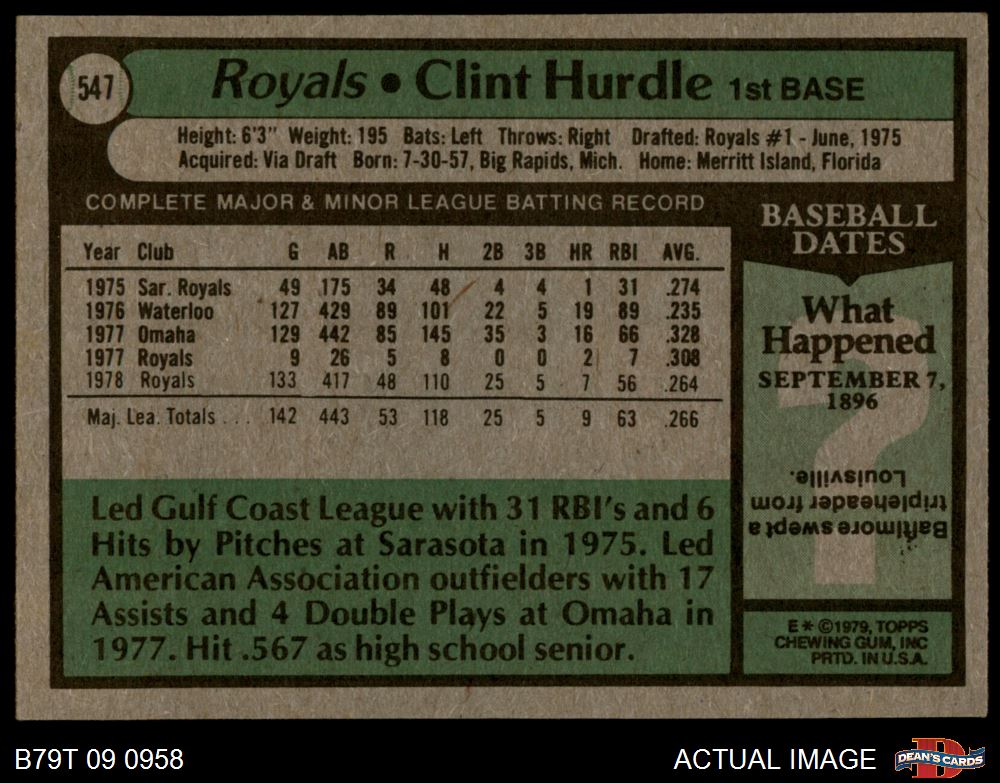 547
Royals • Clint Hurdle 1st BASE
Height: 6'3" Weight: 195 Bats: Left Throws: Right Drafted: Royals #1 - June, 1975
Acquired: Via Draft Born: 7-30-57, Big Rapids, Mich. Home: Merritt Island, Florida
COMPLETE MAJOR & MINOR LEAGUE BATTING RECORD
Year Club G AB R H 2B 3B HR RBI AVG.
1975 Sar. Royals 49 175 34 48 4 4 1 31 .274
1976 Waterloo 127 429 89 101 22 5 19 89 .235
1977 Omaha 129 442 85 145 35 3 16 66 .328
1977 Royals 9 26 5 8 0 0 2 7 .308
1978 Royals 133 417 48 110 25 5 7 56 .264
Maj. Lea. Totals . . . 142 443 53 118 25 5 9 63 .266
Led Gulf Coast League with 31 RBI's and 6
Hits by Pitches at Sarasota in 1975. Led
American Association outfielders with 17
Assists and 4 Double Plays at Omaha in
1977. Hit .567 as high school senior.
BASEBALL
DATES
What
Happened
SEPTEMBER 7,
1896
?
Baltimore swept a
tripleheader from
Louisville.
E * ©1979, TOPPS
CHEWING GUM, INC
PRTD. IN U.S.A.
B79T 09 0958
ACTUAL IMAGE
D
DEAN'S CARDS